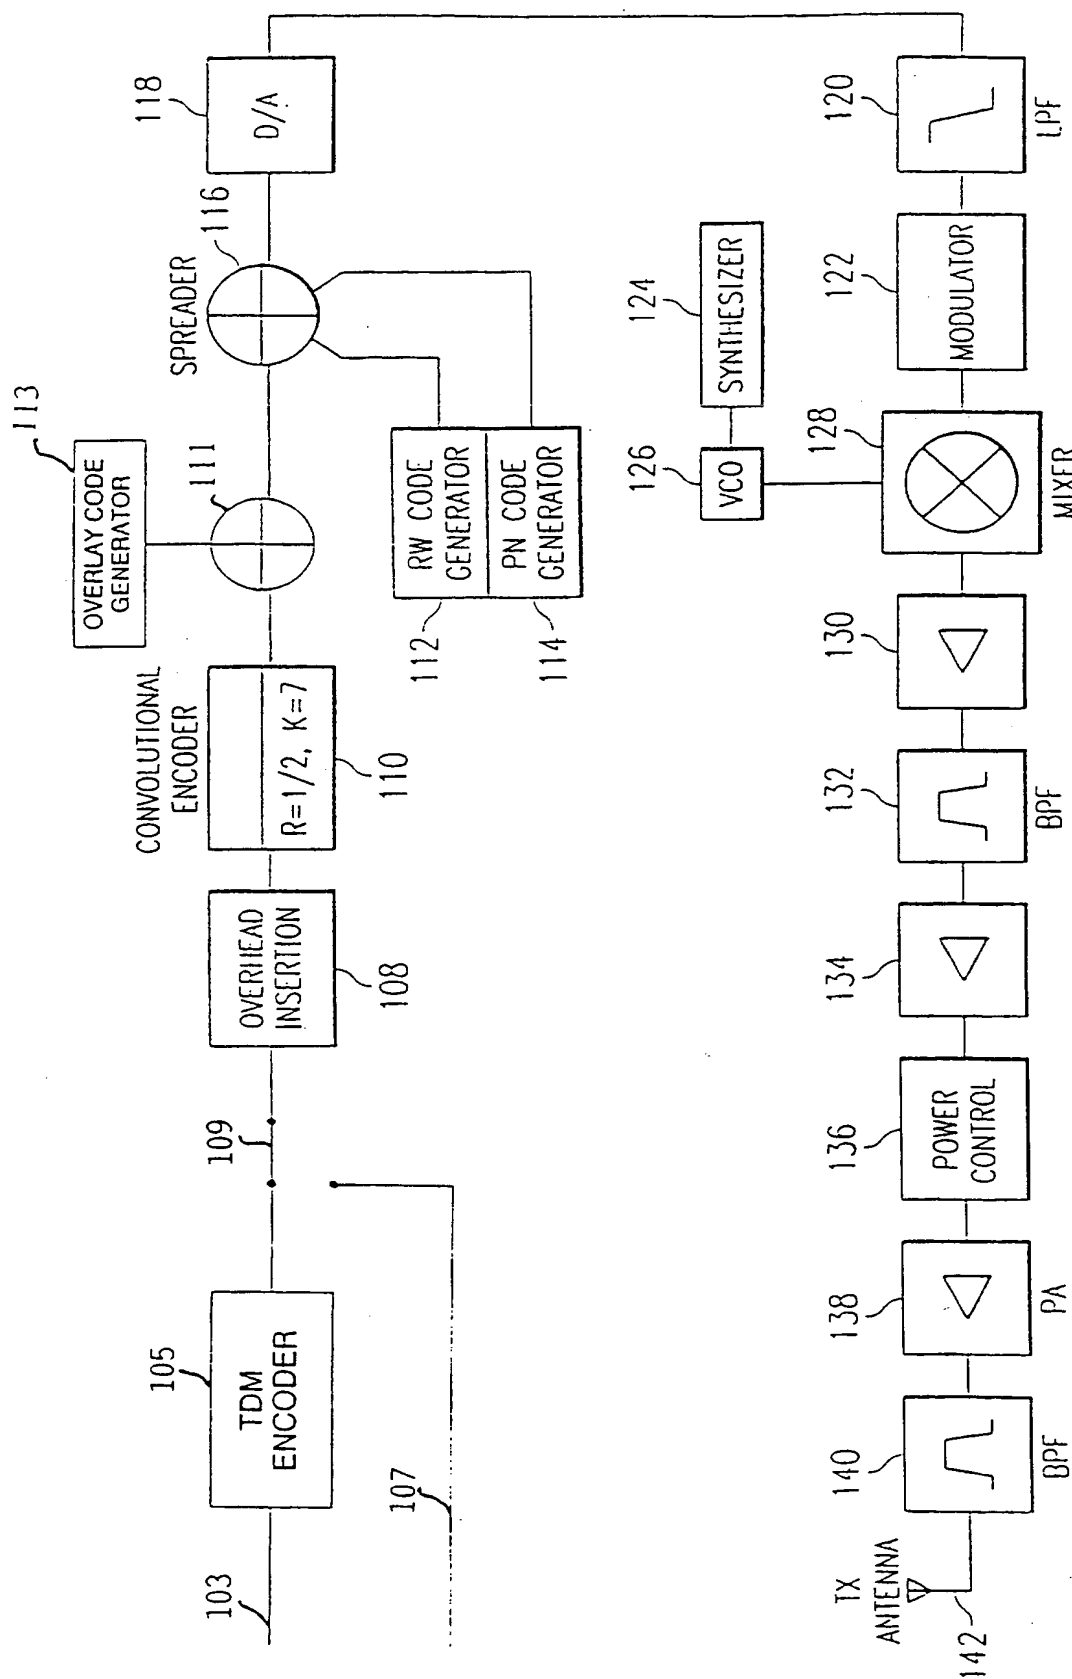 113
OVERLAY CODE
GENERATOR
111
CONVOLUTIONAL
ENCODER
R=1/2, K=7
110
SPREADER
116
118
D/A
103
105
TDM
ENCODER
107
109
OVERHEAD
INSERTION
108
RW CODE
GENERATOR
PN CODE
GENERATOR
112
114
TX
ANTENNA
142
140
BPF
138
PA
136
POWER
CONTROL
134
132
BPF
130
128
MIXER
126
VCO
124
SYNTHESIZER
122
MODULATOR
120
LPF